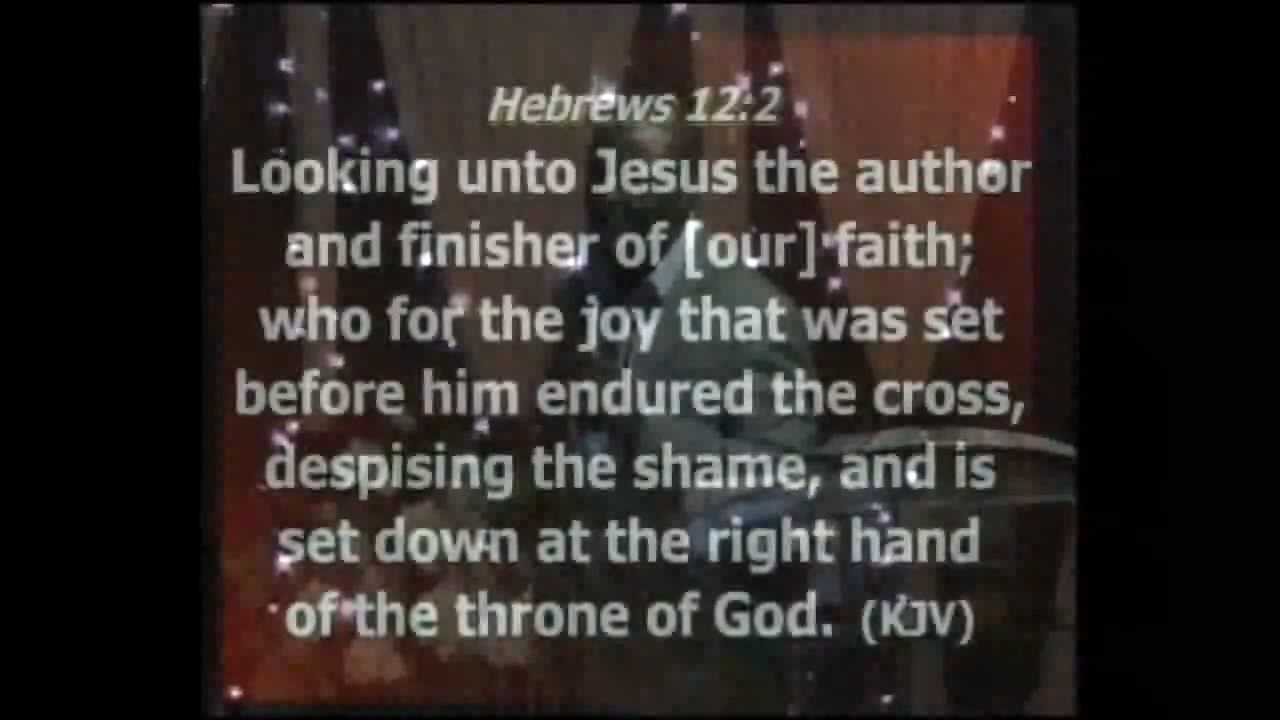 Hebrews 12:2
Looking unto Jesus the author
and finisher of [our] faith;
who for the joy that was set
before him endured the cross,
despising the shame, and is
set down at the right hand
of the throne of God. (KJV)